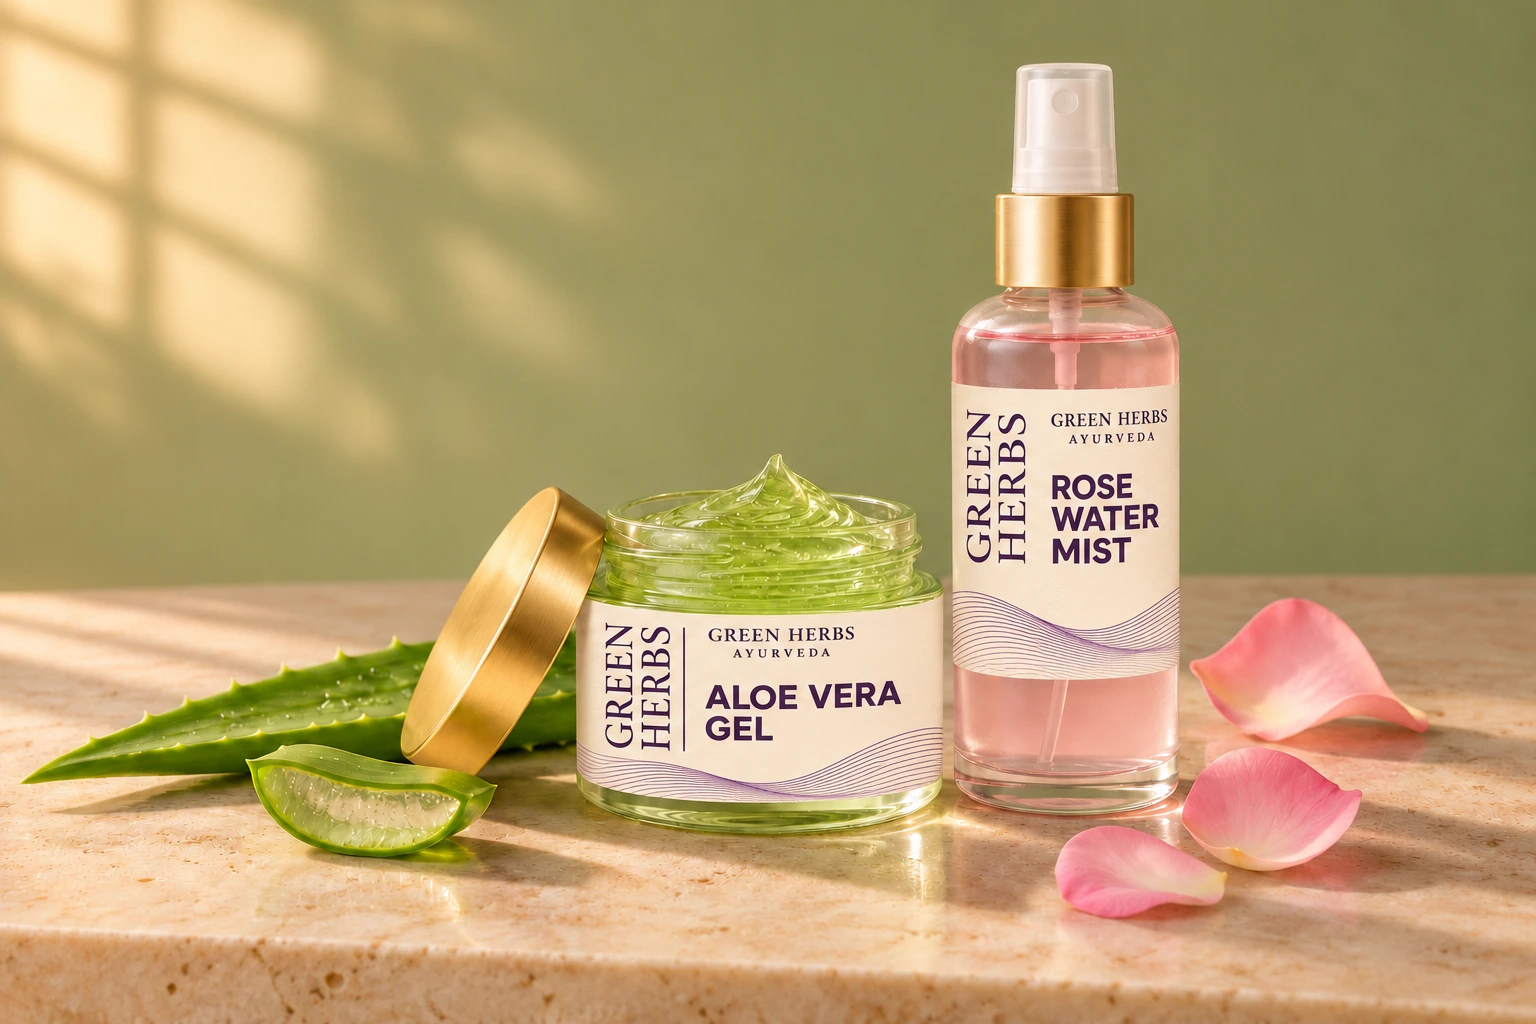 GREEN
HERBS
GREEN HERBS
AYURVEDA
ALOE VERA
GEL
GREEN
HERBS
GREEN HERBS
AYURVEDA
ROSE
WATER
MIST